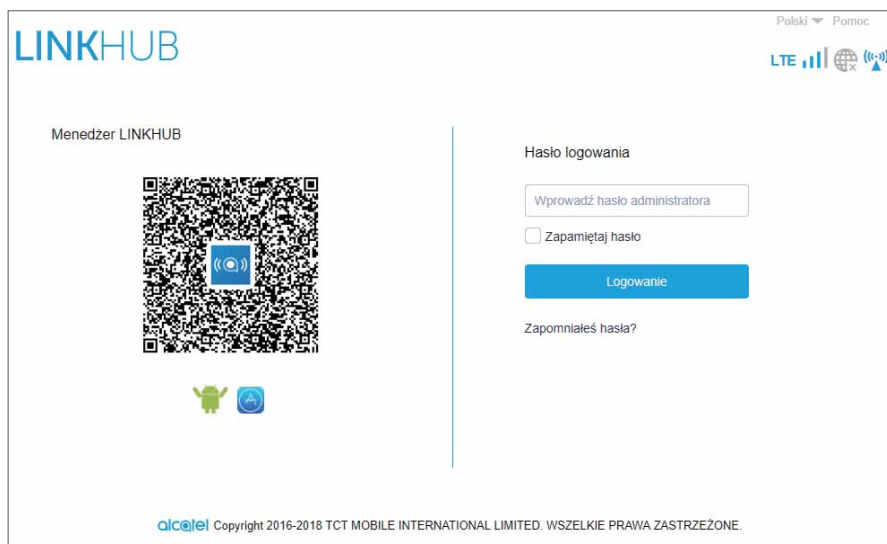 Polski Pomoc
LINKHUB
LTE
Menedżer LINKHUB
Hasło logowania
Wprowadź hasło administratora
Zapamiętaj hasło
Logowanie
Zapomniałeś hasła?
alcatel Copyright 2016-2018 TCT MOBILE INTERNATIONAL LIMITED. WSZELKIE PRAWA ZASTRZEŻONE.